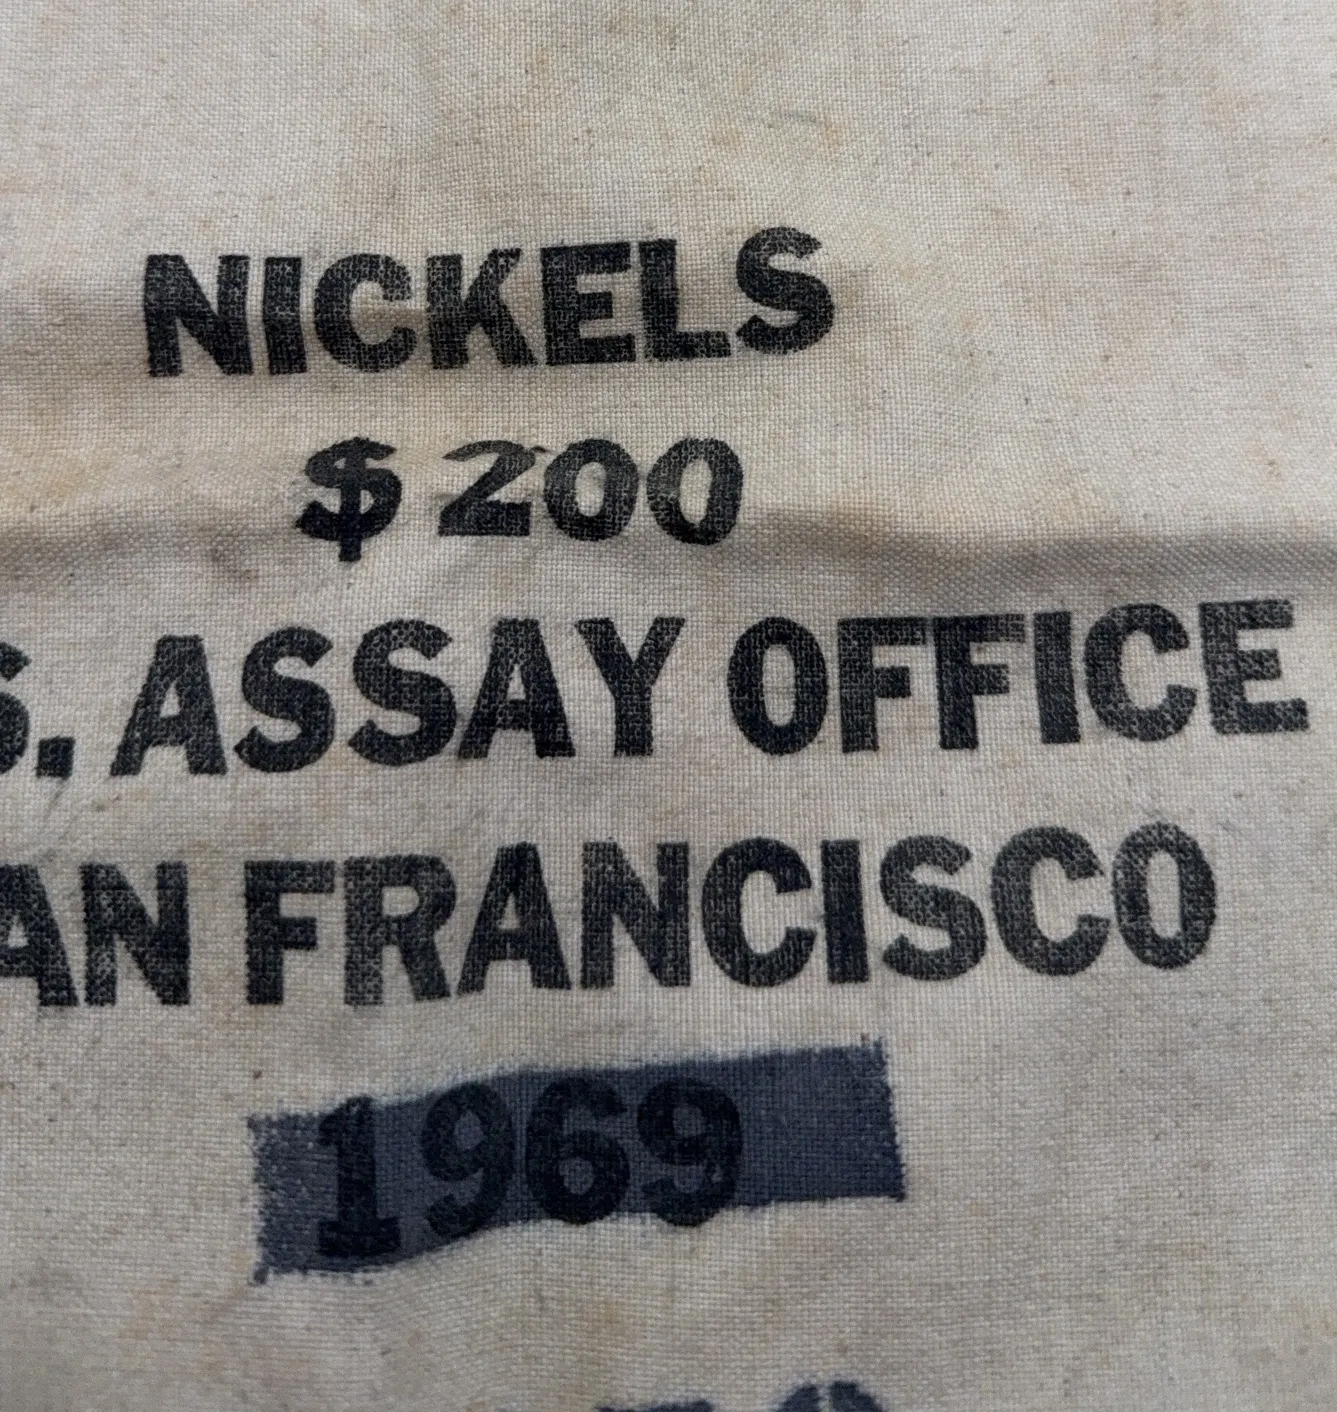 NICKELS
$200
S. ASSAY OFFICE
AN FRANCISCO
1969